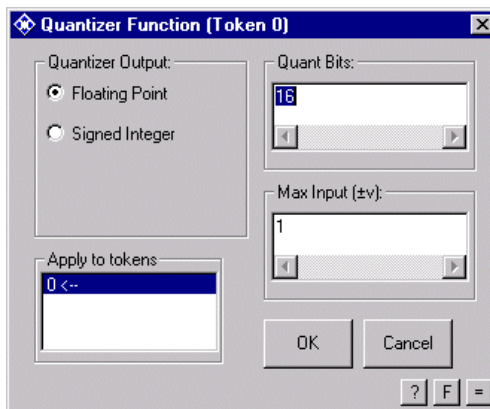 Quantizer Function (Token 0)
Quantizer Output:
Floating Point
Signed Integer
Quant Bits:
16
Max Input (±v):
1
Apply to tokens
0 <--
OK
Cancel
? F =